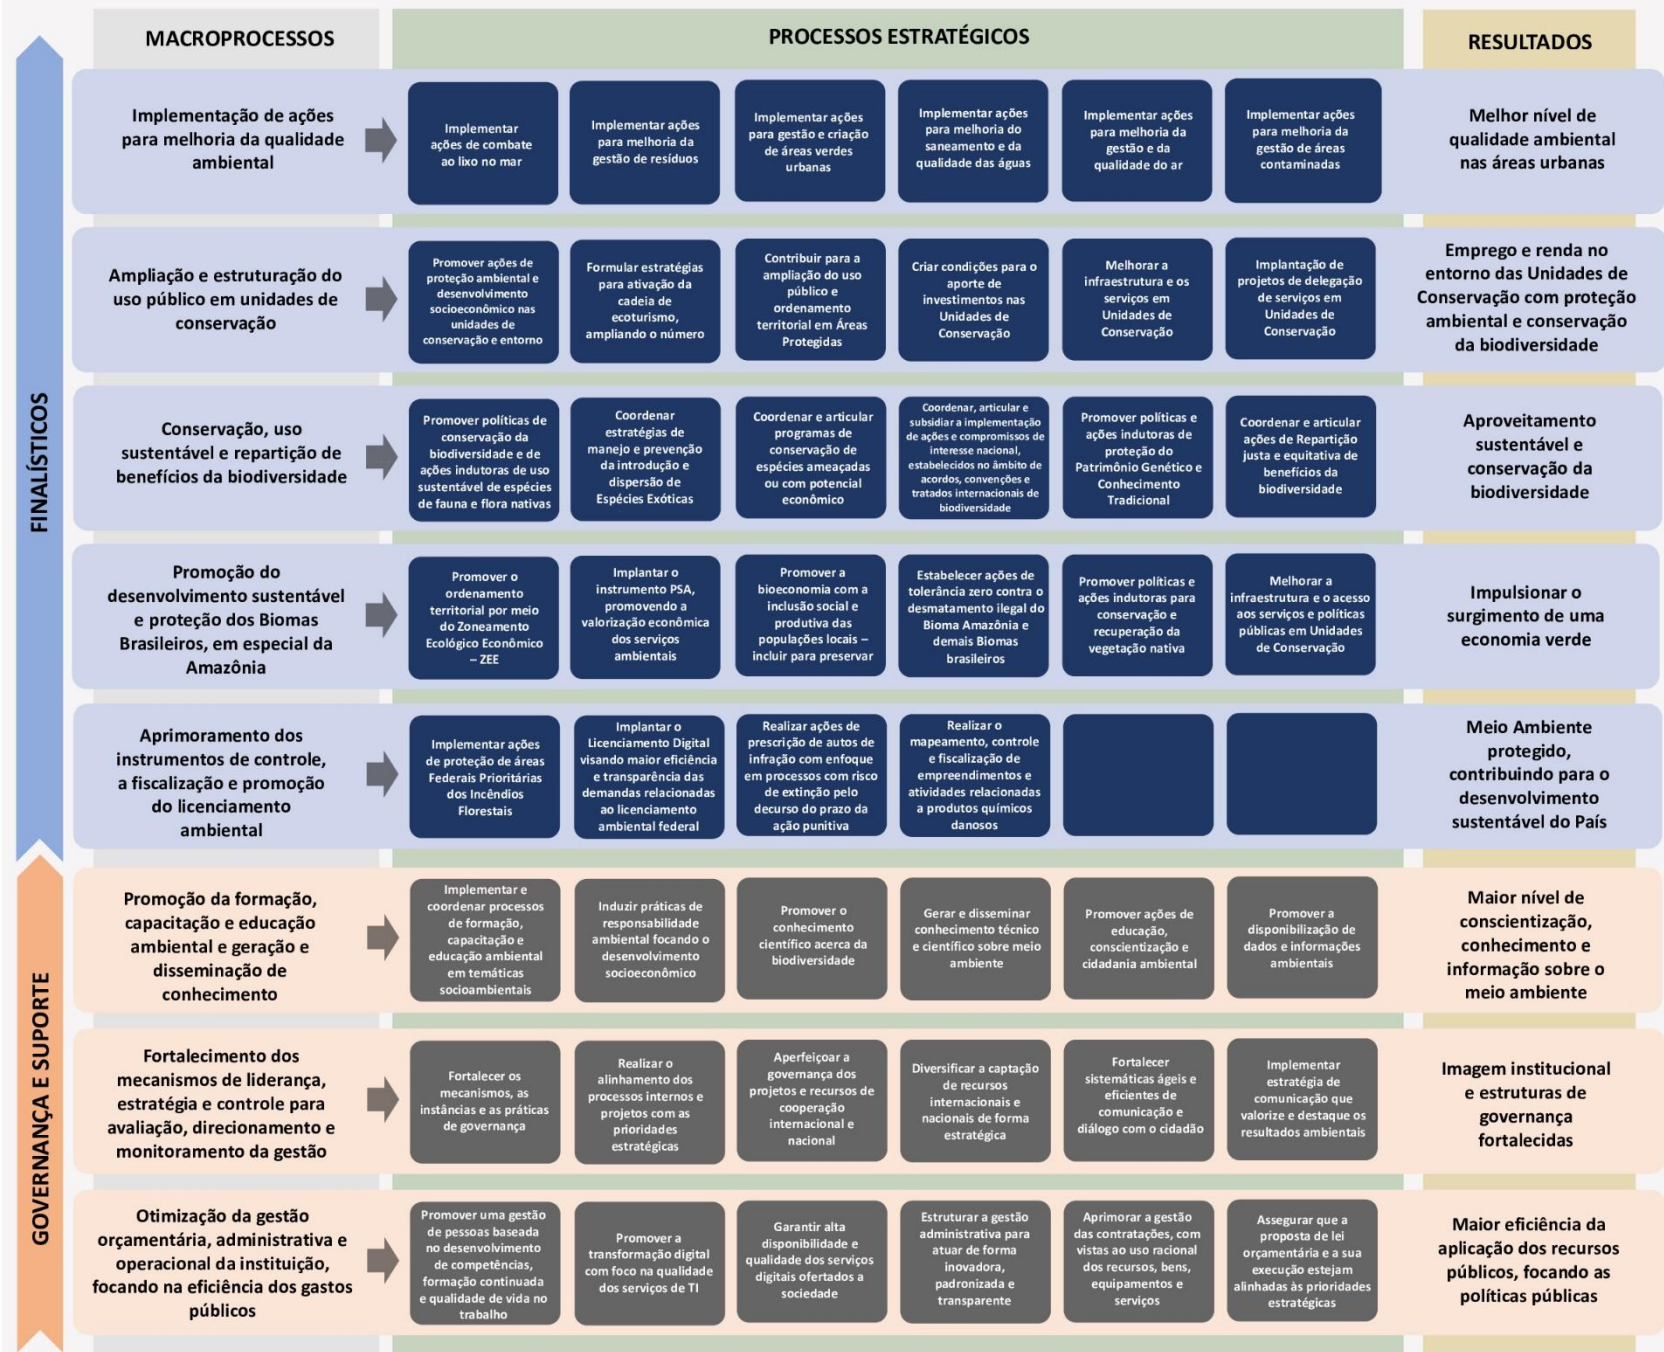 MACROPROCESSOS
PROCESSOS ESTRATÉGICOS
RESULTADOS
FINALÍSTICOS
Implementação de ações
para melhoria da qualidade
ambiental
Implementar
ações de combate
ao lixo no mar
Implementar ações
para melhoria da
gestão de resíduos
Implementar ações
para gestão e criação
de áreas verdes
urbanas
Implementar ações
para melhoria do
saneamento e da
qualidade das águas
Implementar ações
para melhoria da
gestão e da
qualidade do ar
Implementar ações
para melhoria da
gestão de áreas
contaminadas
Melhor nível de
qualidade ambiental
nas áreas urbanas
Ampliação e estruturação do
uso público em unidades de
conservação
Promover ações de
proteção ambiental e
desenvolvimento
socioeconômico nas
unidades de
conservação e entorno
Formular estratégias
para ativação da
cadeia de
ecoturismo,
ampliando o número
Contribuir para a
ampliação do uso
público e
ordenamento
territorial em Áreas
Protegidas
Criar condições para o
aporte de
investimentos nas
Unidades de
Conservação
Melhorar a
infraestrutura e os
serviços em
Unidades de
Conservação
Implantação de
projetos de delegação
de serviços em
Unidades de
Conservação
Emprego e renda no
entorno das Unidades de
Conservação com proteção
ambiental e conservação
da biodiversidade
Conservação, uso
sustentável e repartição de
benefícios da biodiversidade
Promover políticas de
conservação da
biodiversidade e de
ações indutoras de uso
sustentável de espécies
de fauna e flora nativas
Coordenar
estratégias de
manejo e prevenção
da introdução e
dispersão de
Espécies Exóticas
Coordenar e articular
programas de
conservação de
espécies ameaçadas
ou com potencial
econômico
Coordenar, articular e
subsidiar a implementação
de ações e compromissos de
interesse nacional,
estabelecidos no âmbito de
acordos, convenções e
tratados internacionais de
biodiversidade
Promover políticas e
ações indutoras de
proteção do
Patrimônio Genético e
Conhecimento
Tradicional
Coordenar e articular
ações de Repartição
justa e equitativa de
benefícios da
biodiversidade
Aproveitamento
sustentável e
conservação da
biodiversidade
Promoção do
desenvolvimento sustentável
e proteção dos Biomas
Brasileiros, em especial da
Amazônia
Promover o
ordenamento
territorial por meio
do Zoneamento
Ecológico Econômico
– ZEE
Implantar o
instrumento PSA,
promovendo a
valorização econômica
dos serviços
ambientais
Promover a
bioeconomia com a
inclusão social e
produtiva das
populações locais –
incluir para preservar
Estabelecer ações de
tolerância zero contra o
desmatamento ilegal do
Bioma Amazônia e
demais Biomas
brasileiros
Promover políticas e
ações indutoras para
conservação e
recuperação da
vegetação nativa
Melhorar a
infraestrutura e o acesso
aos serviços e políticas
públicas em Unidades
de Conservação
Impulsionar o
surgimento de uma
economia verde
Aprimoramento dos
instrumentos de controle,
a fiscalização e promoção
do licenciamento
ambiental
Implementar ações
de proteção de áreas
Federais Prioritárias
dos Incêndios
Florestais
Implantar o
Licenciamento Digital
visando maior eficiência
e transparência das
demandas relacionadas
ao licenciamento
ambiental federal
Realizar ações de
prescrição de autos de
infração com enfoque
em processos com risco
de extinção pelo
decurso do prazo da
ação punitiva
Realizar o
mapeamento, controle
e fiscalização de
empreendimentos e
atividades relacionadas
a produtos químicos
danosos
Meio Ambiente
protegido,
contribuindo para o
desenvolvimento
sustentável do País
GOVERNANÇA E SUPORTE
Promoção da formação,
capacitação e educação
ambiental e geração e
disseminação de
conhecimento
Implementar e
coordenar processos
de formação,
capacitação e
educação ambiental
em temáticas
socioambientais
Induzir práticas de
responsabilidade
ambiental focando o
desenvolvimento
socioeconômico
Promover o
conhecimento
científico acerca da
biodiversidade
Gerar e disseminar
conhecimento técnico
e científico sobre meio
ambiente
Promover ações de
educação,
conscientização e
cidadania ambiental
Promover a
disponibilização de
dados e informações
ambientais
Maior nível de
conscientização,
conhecimento e
informação sobre o
meio ambiente
Fortalecimento dos
mecanismos de liderança,
estratégia e controle para
avaliação, direcionamento e
monitoramento da gestão
Fortalecer os
mecanismos, as
instâncias e as práticas
de governança
Realizar o
alinhamento dos
processos internos e
projetos com as
prioridades
estratégicas
Aperfeiçoar a
governança dos
projetos e recursos de
cooperação
internacional e
nacional
Diversificar a captação
de recursos
internacionais e
nacionais de forma
estratégica
Fortalecer
sistemáticas ágeis e
eficientes de
comunicação e
diálogo com o cidadão
Implementar
estratégia de
comunicação que
valorize e destaque os
resultados ambientais
Imagem institucional
e estruturas de
governança
fortalecidas
Otimização da gestão
orçamentária, administrativa e
operacional da instituição,
focando na eficiência dos gastos
públicos
Promover uma gestão
de pessoas baseada
no desenvolvimento
de competências,
formação continuada
e qualidade de vida no
trabalho
Promover a
transformação digital
com foco na qualidade
dos serviços de TI
Garantir alta
disponibilidade e
qualidade dos serviços
digitais ofertados a
sociedade
Estruturar a gestão
administrativa para
atuar de forma
inovadora,
padronizada e
transparente
Aprimorar a gestão
das contratações, com
vistas ao uso racional
dos recursos, bens,
equipamentos e
serviços
Assegurar que a
proposta de lei
orçamentária e a sua
execução estejam
alinhadas às prioridades
estratégicas
Maior eficiência da
aplicação dos recursos
públicos, focando as
políticas públicas